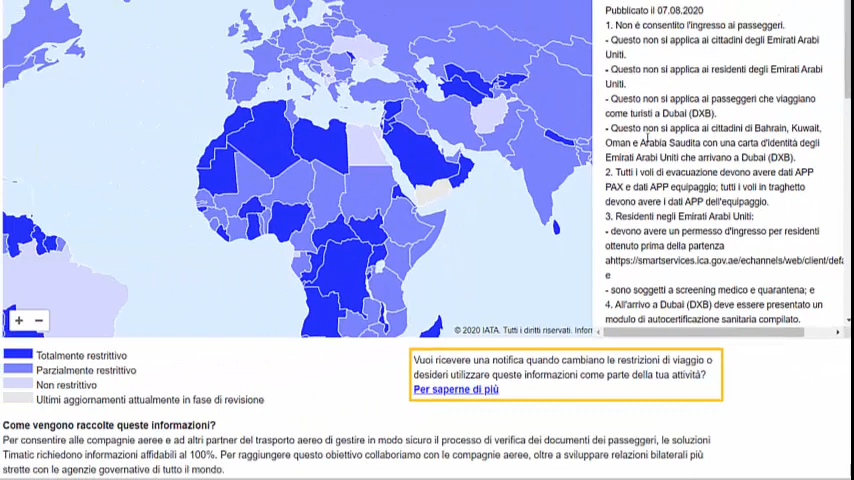 Pubblicato il 07.08.2020
1. Non è consentito l'ingresso ai passeggeri.
- Questo non si applica ai cittadini degli Emirati Arabi
Uniti.
- Questo non si applica ai residenti degli Emirati Arabi
Uniti.
- Questo non si applica ai passeggeri che viaggiano
come turisti a Dubai (DXB).
- Questo non si applica ai cittadini di Bahrain, Kuwait,
Oman e Arabia Saudita con una carta d'identità degli
Emirati Arabi Uniti che arrivano a Dubai (DXB).
2. Tutti i voli di evacuazione devono avere dati APP
PAX e dati APP equipaggio; tutti i voli in traghetto
devono avere i dati APP dell'equipaggio.
3. Residenti negli Emirati Arabi Uniti:
- devono avere un permesso d'ingresso per residenti
ottenuto prima della partenza
ahttps://smartservices.ica.gov.ae/echannels/web/client/defa
e
- sono soggetti a screening medico e quarantena; e
4. All'arrivo a Dubai (DXB) deve essere presentato un
modulo di autocertificazione sanitaria compilato.
+ −
© 2020 IATA. Tutti i diritti riservati. Inforr
Totalmente restrittivo
Parzialmente restrittivo
Non restrittivo
Ultimi aggiornamenti attualmente in fase di revisione
Vuoi ricevere una notifica quando cambiano le restrizioni di viaggio o
desideri utilizzare queste informazioni come parte della tua attività?
Per saperne di più
Come vengono raccolte queste informazioni?
Per consentire alle compagnie aeree e ad altri partner del trasporto aereo di gestire in modo sicuro il processo di verifica dei documenti dei passeggeri, le soluzioni
Timatic richiedono informazioni affidabili al 100%. Per raggiungere questo obiettivo collaboriamo con le compagnie aeree, oltre a sviluppare relazioni bilaterali più
strette con le agenzie governative di tutto il mondo.